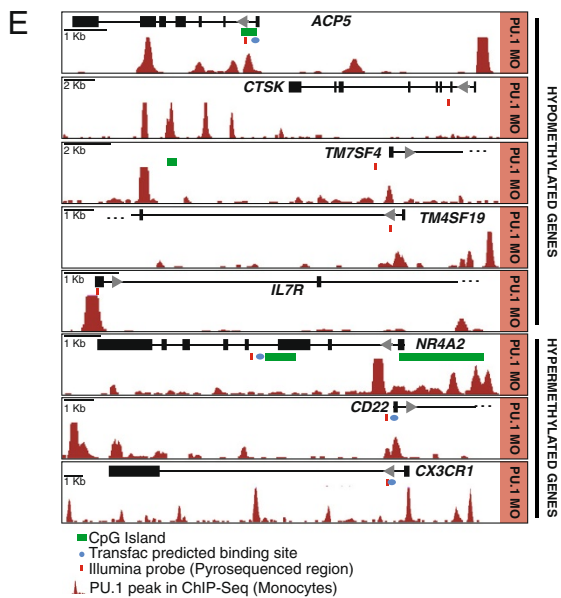 E
ACP5
1 Kb
PU.1 MO
CTSK
2 Kb
PU.1 MO
TM7SF4
2 Kb
PU.1 MO
TM4SF19
1 Kb
PU.1 MO
1 Kb
IL7R
PU.1 MO
HYPOMETHYLATED GENES
NR4A2
1 Kb
PU.1 MO
CD22
1 Kb
PU.1 MO
CX3CR1
1 Kb
PU.1 MO
HYPERMETHYLATED GENES
CpG Island
Transfac predicted binding site
Illumina probe (Pyrosequenced region)
PU.1 peak in ChIP-Seq (Monocytes)